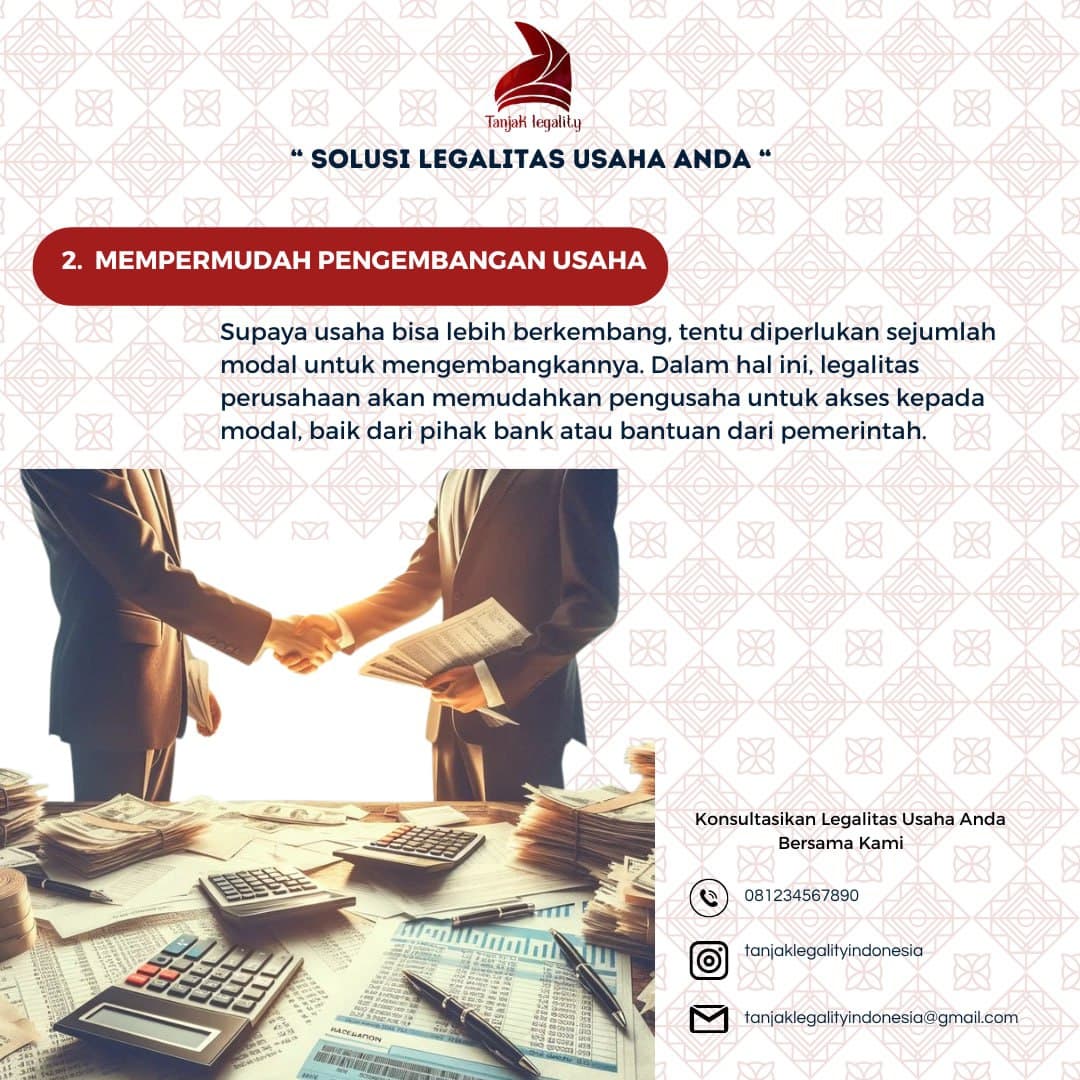 Tanjak legality
“ SOLUSI LEGALITAS USAHA ANDA “
2. MEMPERMUDAH PENGEMBANGAN USAHA
Supaya usaha bisa lebih berkembang, tentu diperlukan sejumlah
modal untuk mengembangkannya. Dalam hal ini, legalitas
perusahaan akan memudahkan pengusaha untuk akses kepada
modal, baik dari pihak bank atau bantuan dari pemerintah.
Konsultasikan Legalitas Usaha Anda
Bersama Kami
081234567890
tanjaklegalityindonesia
tanjaklegalityindonesia@gmail.com